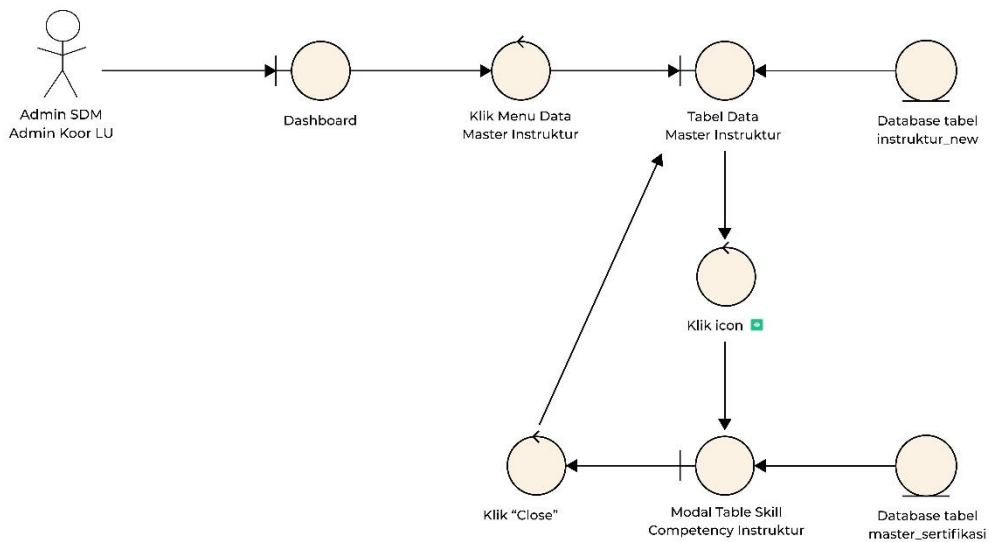 Admin SDM
Admin Koor LU
Dashboard
Klik Menu Data
Master Instruktur
Tabel Data
Master Instruktur
Database tabel
instruktur_new
Klik icon
Klik “Close”
Modal Table Skill
Competency Instruktur
Database tabel
master_sertifikasi